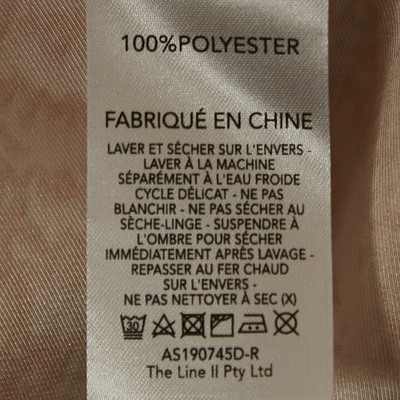 100%POLYESTER
FABRIQUÉ EN CHINE
LAVER ET SÉCHER SUR L'ENVERS -
LAVER À LA MACHINE
SÉPARÉMENT À L'EAU FROIDE
CYCLE DÉLICAT - NE PAS
BLANCHIR - NE PAS SÉCHER AU
SÈCHE-LINGE - SUSPENDRE À
L'OMBRE POUR SÉCHER
IMMÉDIATEMENT APRÈS LAVAGE -
REPASSER AU FER CHAUD
SUR L'ENVERS -
NE PAS NETTOYER À SEC (X)
30
AS190745D-R
The Line II Pty Ltd